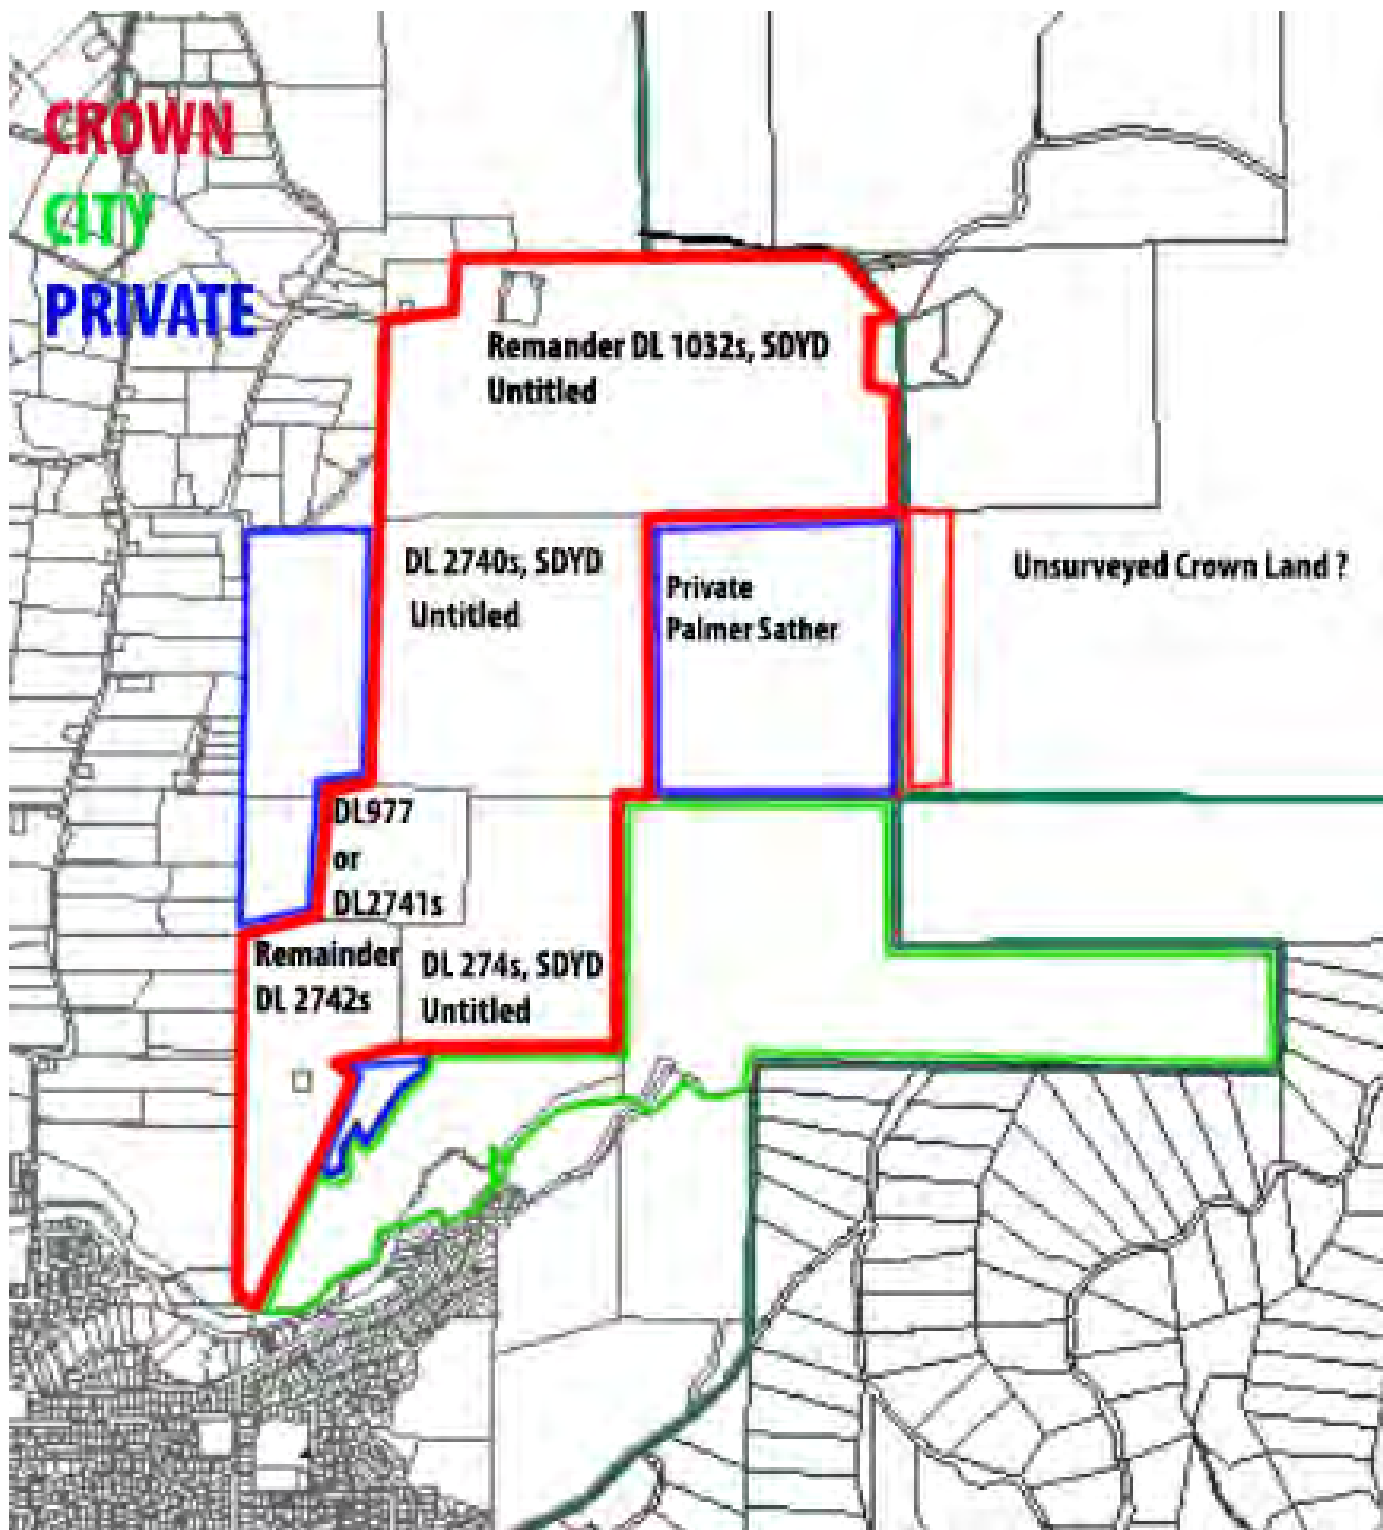 CROWN
CITY
PRIVATE
Remander DL 1032s, SDYD
Untitled
DL 2740s, SDYD
Untitled
Private
Palmer Sather
Unsurveyed Crown Land ?
DL977
or
DL2741s
Remainder
DL 2742s
DL 274s, SDYD
Untitled